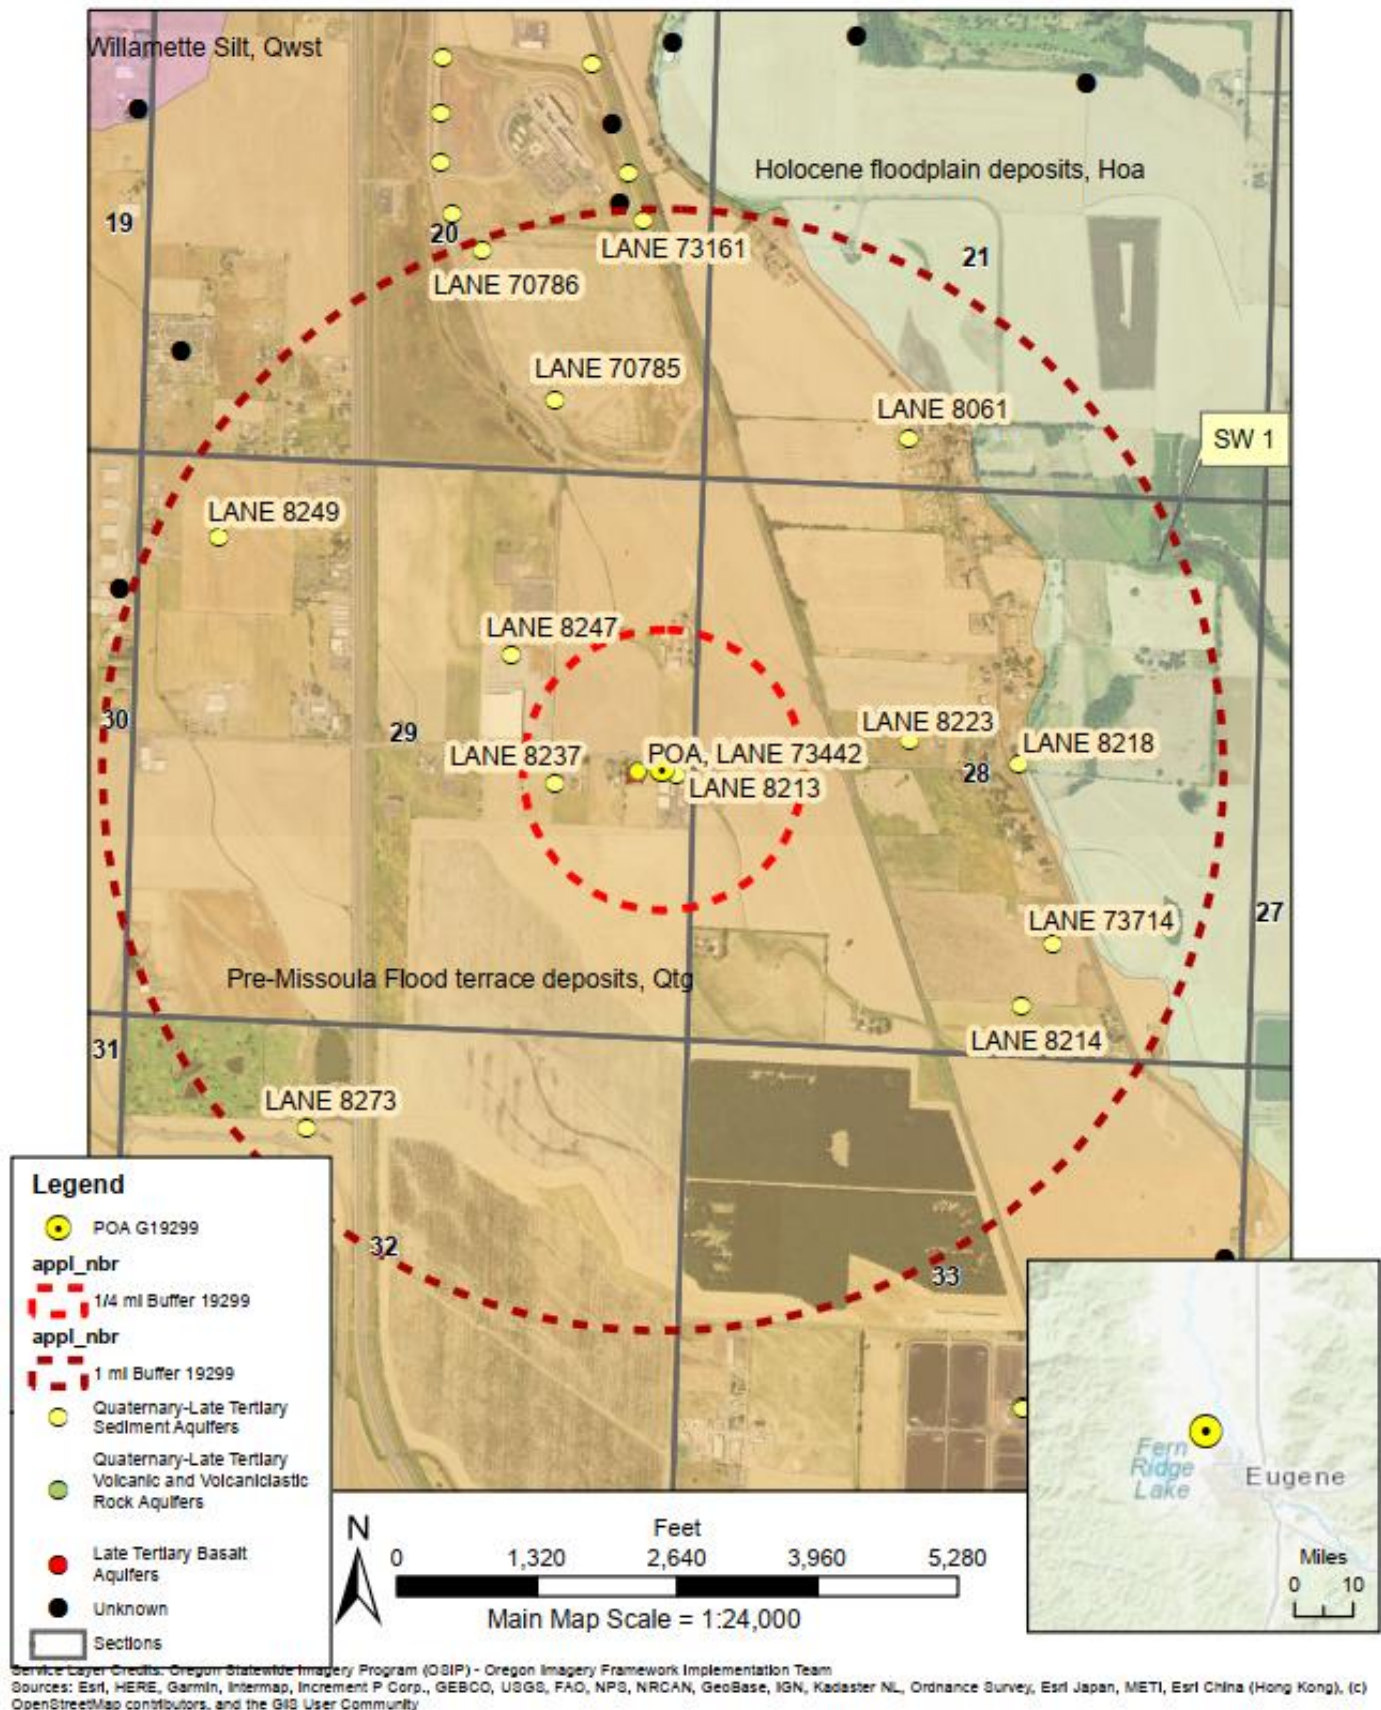 Willamette Silt, Qwst
Holocene floodplain deposits, Hoa
19
20
21
LANE 73161
LANE 70786
LANE 70785
LANE 8061
SW 1
LANE 8249
LANE 8247
30
29
LANE 8223
LANE 8218
LANE 8237
POA, LANE 73442
28
LANE 8213
27
LANE 73714
Pre-Missoula Flood terrace deposits, Qtg
LANE 8214
31
LANE 8273
32
33
Legend
POA G19299
appl_nbr
1/4 mi Buffer 19299
appl_nbr
1 mi Buffer 19299
Quaternary-Late Tertiary
Sediment Aquifers
Quaternary-Late Tertiary
Volcanic and Volcaniclastic
Rock Aquifers
Late Tertiary Basalt
Aquifers
Unknown
Sections
N
Feet
0 1,320 2,640 3,960 5,280
Main Map Scale = 1:24,000
Fern
Ridge
Lake
Eugene
Miles
0 10
Service Layer Credits: Oregon Statewide Imagery Program (OSIP) - Oregon Imagery Framework Implementation Team
Sources: Esri, HERE, Garmin, Intermap, Increment P Corp., GEBCO, USGS, FAO, NPS, NRCAN, GeoBase, IGN, Kadaster NL, Ordnance Survey, Esri Japan, METI, Esri China (Hong Kong), (c)
OpenStreetMap contributors, and the GIS User Community